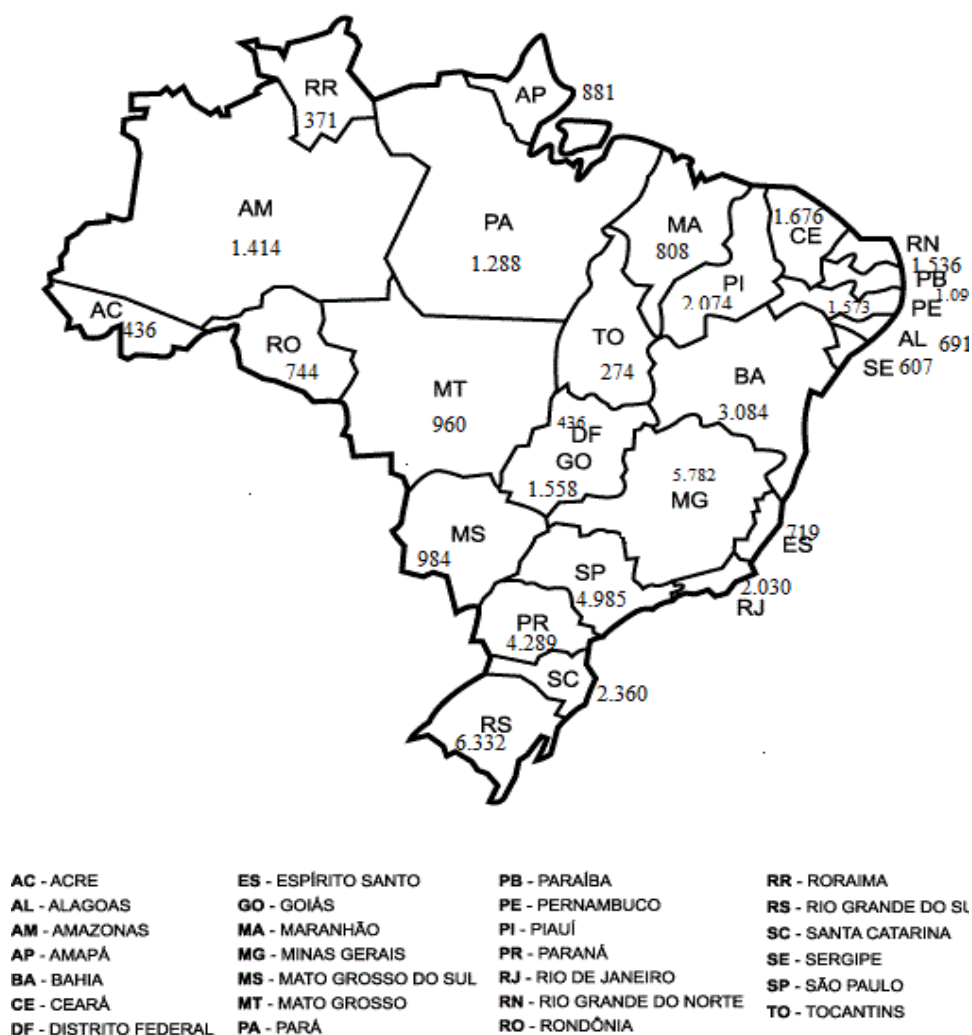 RR
371
AP
881
AM
1.414
PA
1.288
MA
808
1.676
CE
RN
1.536
PB
1.09
PI
2.074
1.573
PE
AC
436
RO
744
TO
274
AL
691
SE
607
MT
960
BA
3.084
436
DF
GO
1.558
5.782
MG
MS
984
719
ES
SP
4.985
2.030
RJ
PR
4.289
SC
2.360
RS
6.332
AC - ACRE
AL - ALAGOAS
AM - AMAZONAS
AP - AMAPÁ
BA - BAHIA
CE - CEARÁ
DF - DISTRITO FEDERAL
ES - ESPÍRITO SANTO
GO - GOIÁS
MA - MARANHÃO
MG - MINAS GERAIS
MS - MATO GROSSO DO SUL
MT - MATO GROSSO
PA - PARÁ
PB - PARAÍBA
PE - PERNAMBUCO
PI - PIAUÍ
PR - PARANÁ
RJ - RIO DE JANEIRO
RN - RIO GRANDE DO NORTE
RO - RONDÔNIA
RR - RORAIMA
RS - RIO GRANDE DO SU
SC - SANTA CATARINA
SE - SERGIPE
SP - SÃO PAULO
TO - TOCANTINS